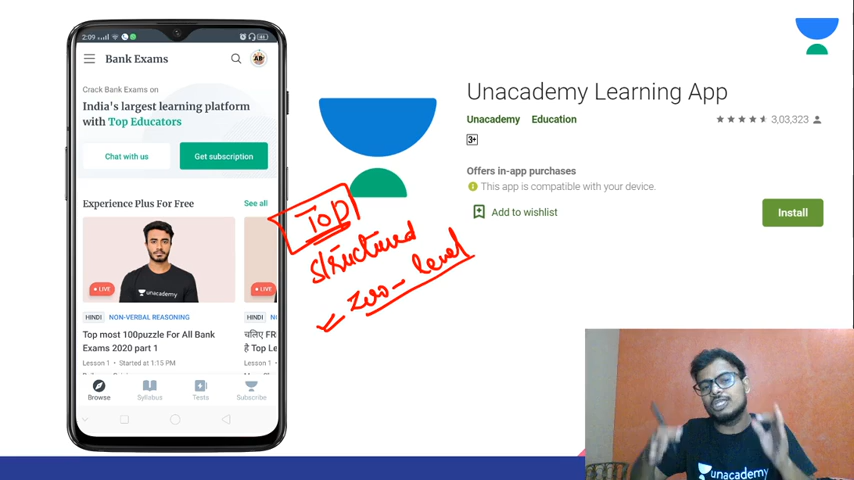 2:09
Bank Exams
Crack Bank Exams on
India's largest learning platform
with Top Educators
Chat with us
Get subscription
Experience Plus For Free
See all
unacademy
LIVE
LIVE
HINDI NON-VERBAL REASONING
HINDI
Top most 100puzzle For All Bank
Exams 2020 part 1
चलिए FR
है Top Le
Lesson 1 • Started at 1:15 PM
Lesson 1
Browse
Syllabus
Tests
Subscribe
Top
structured
zero-level
Unacademy Learning App
Unacademy Education
3,03,323
3+
Offers in-app purchases
This app is compatible with your device.
Add to wishlist
Install
unacademy